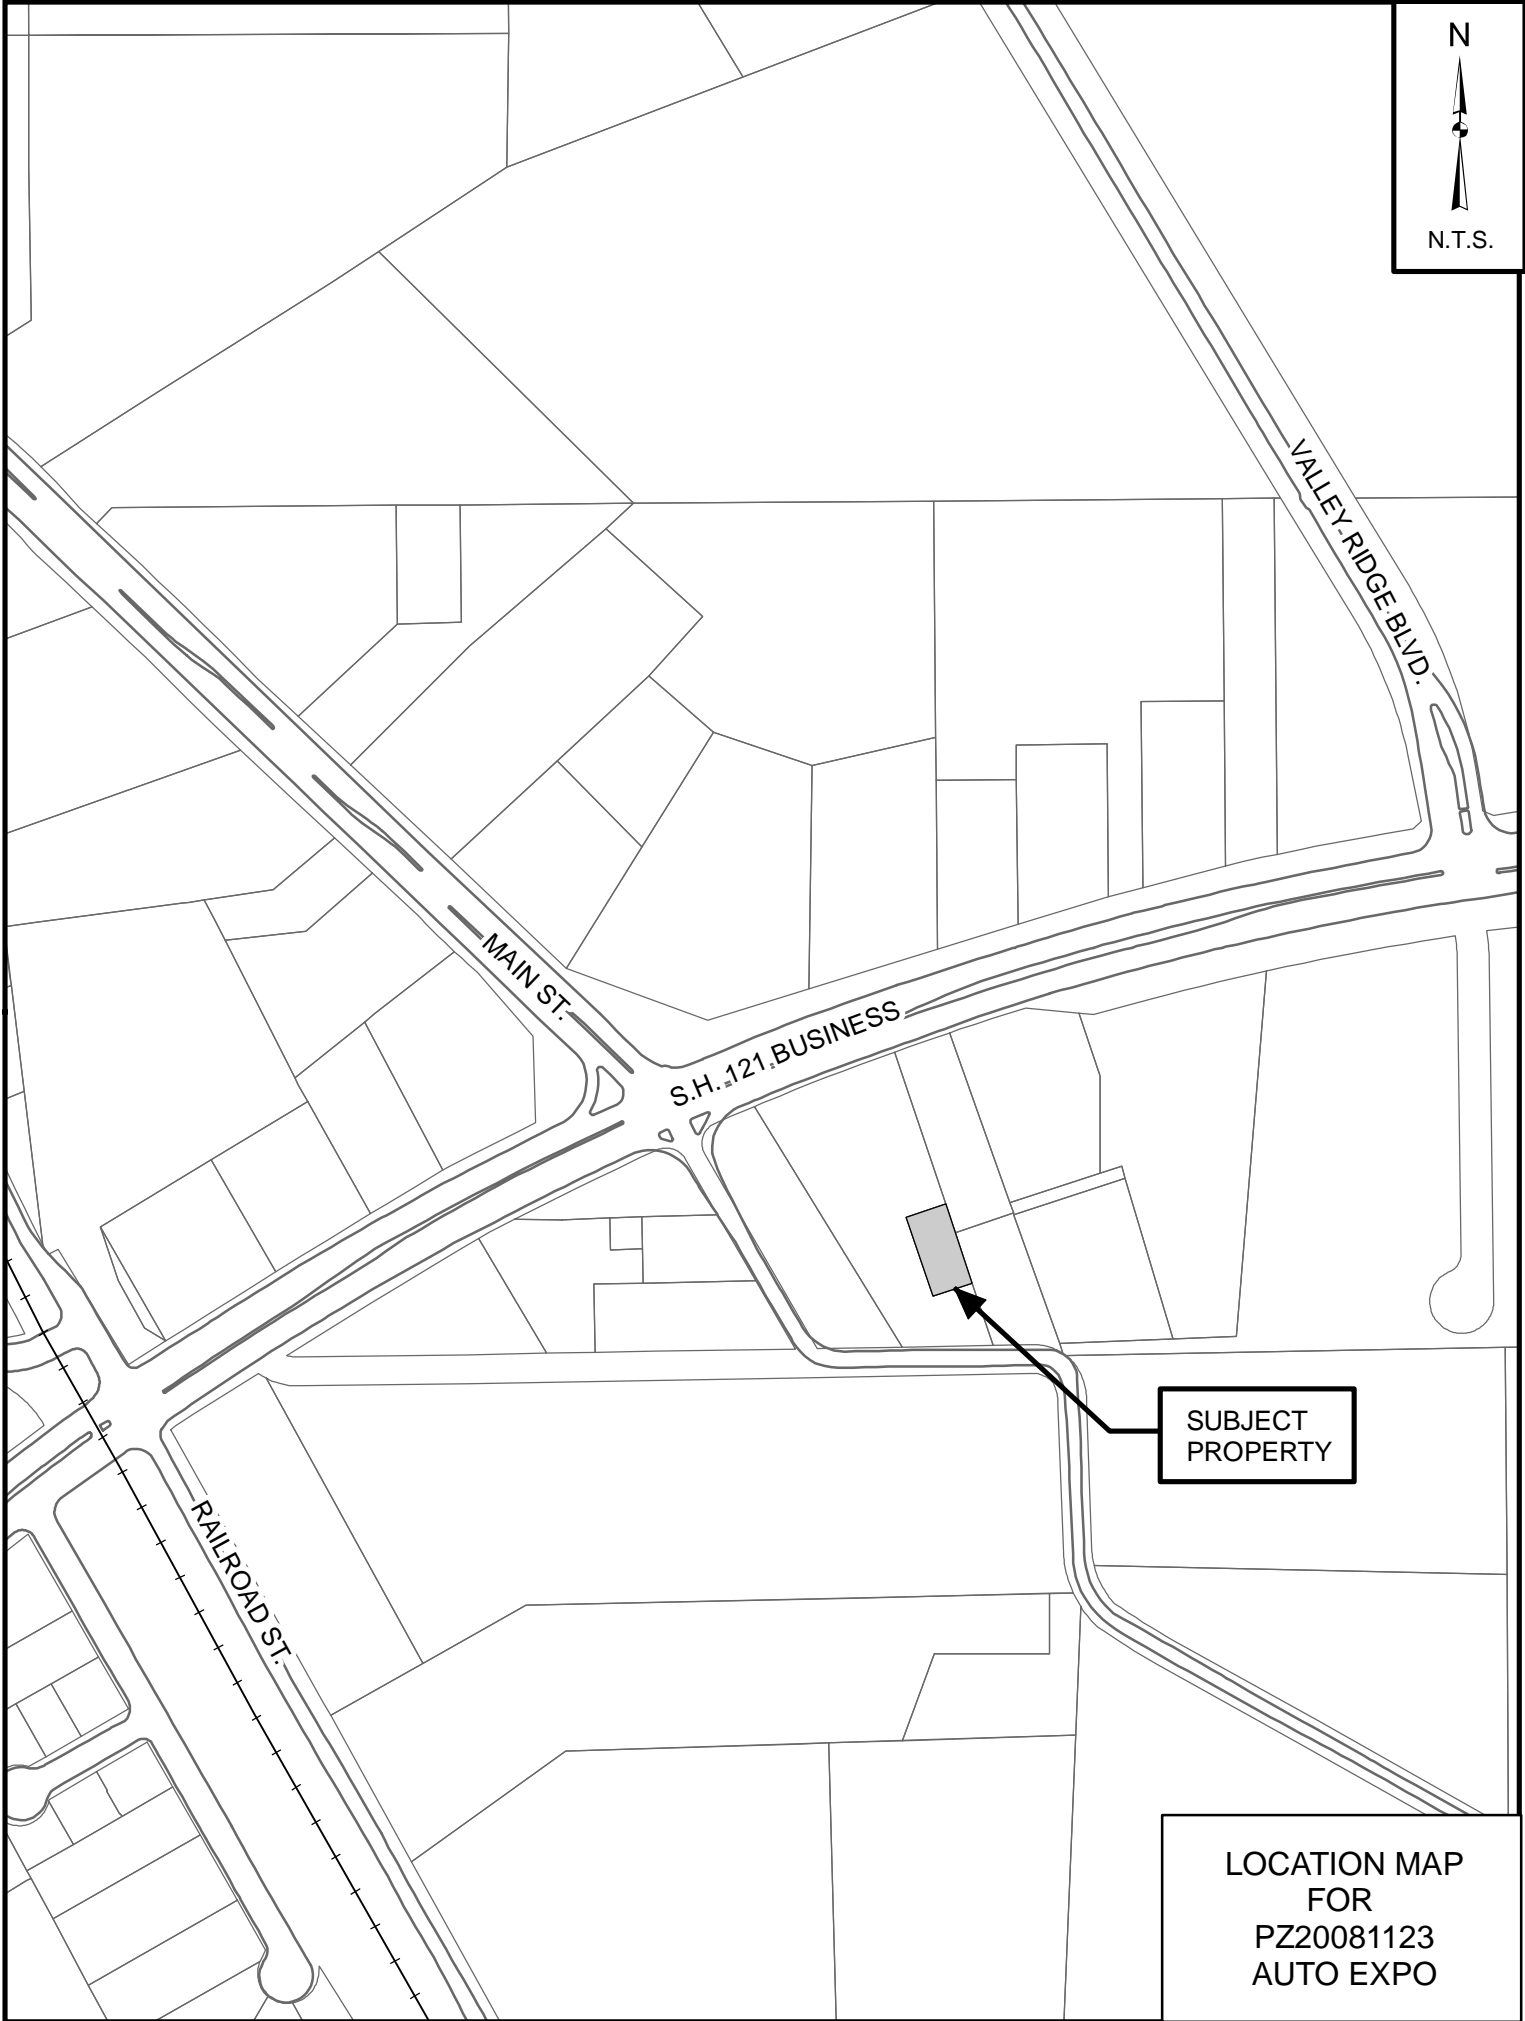 N
N.T.S.
VALLEY RIDGE BLVD.
MAIN ST.
S.H. 121 BUSINESS
SUBJECT
PROPERTY
RAILROAD ST.
LOCATION MAP
FOR
PZ20081123
AUTO EXPO